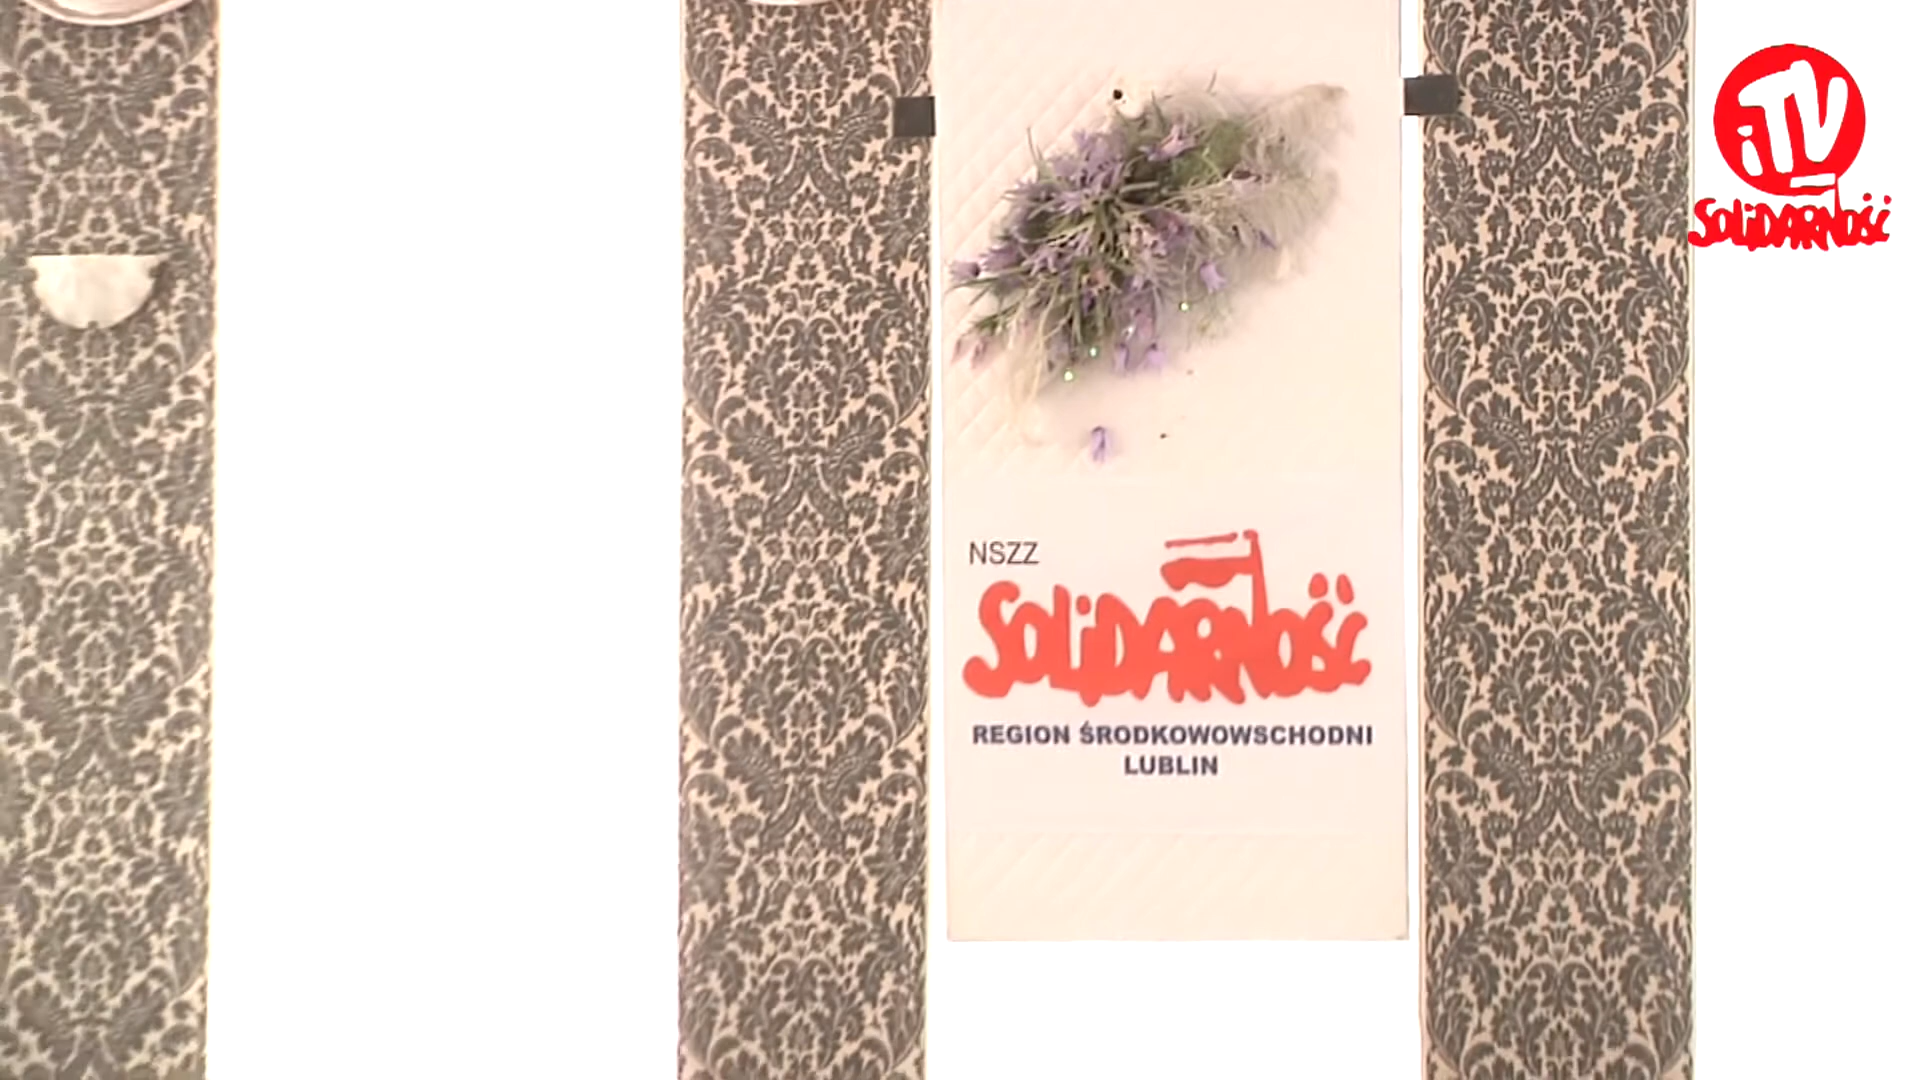 iTV
SOLiDARNOŚĆ
NSZZ
SOLiDARNOŚĆ
REGION ŚRODKOWOWSCHODNI
LUBLIN